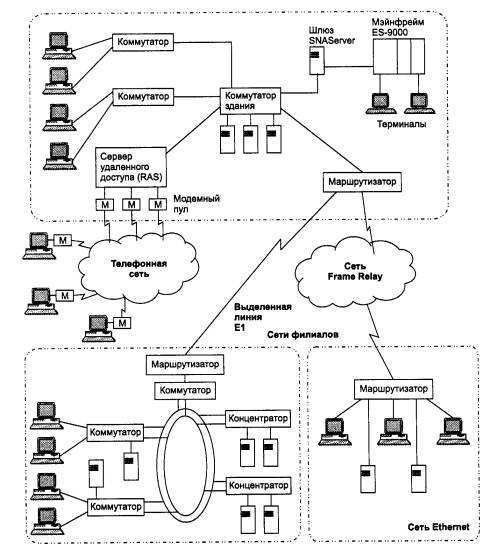 Шлюз
SNAServer
Мэйнфрейм
ES-9000
Коммутатор
Коммутатор
Коммутатор
здания
Терминалы
Сервер
удаленного
доступа (RAS)
М
М
М
Модемный
пул
Маршрутизатор
М
М
М
Телефонная
сеть
Сеть
Frame Relay
Выделенная
линия
E1
Сети филиалов
Маршрутизатор
Коммутатор
Маршрутизатор
Концентратор
Коммутатор
Концентратор
Коммутатор
Сеть Ethernet